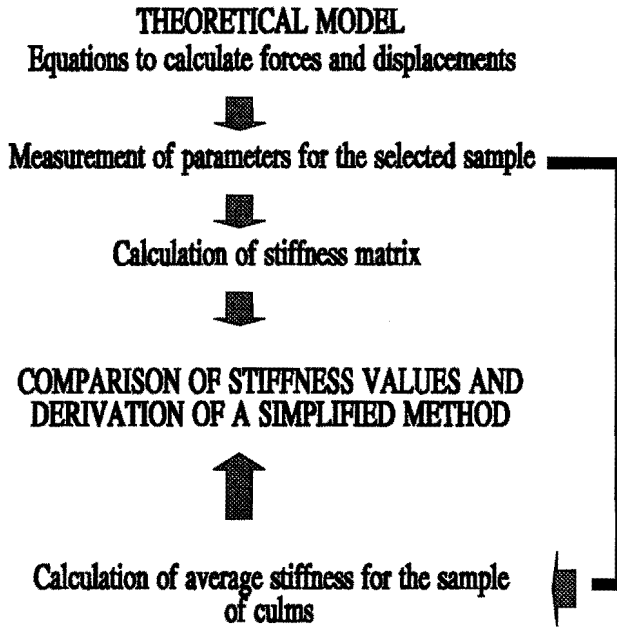 THEORETICAL MODEL
Equations to calculate forces and displacements
Measurement of parameters for the selected sample
Calculation of stiffness matrix
COMPARISON OF STIFFNESS VALUES AND
DERIVATION OF A SIMPLIFIED METHOD
Calculation of average stiffness for the sample
of culms